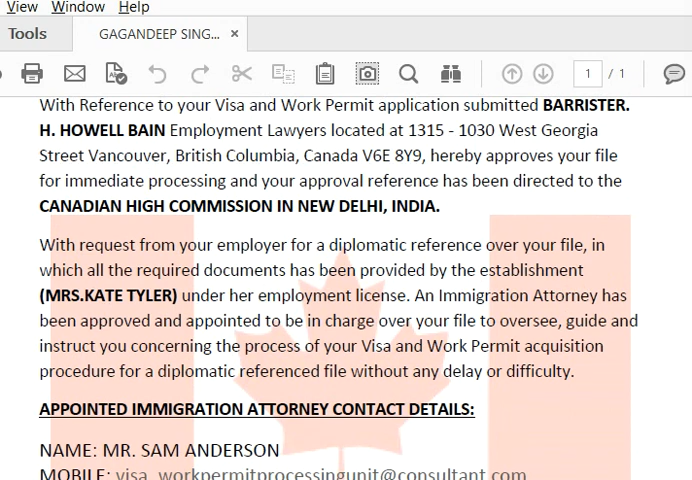 View Window Help
Tools GAGANDEEP SING... ×
1 / 1
With Reference to your Visa and Work Permit application submitted BARRISTER.
H. HOWELL BAIN Employment Lawyers located at 1315 - 1030 West Georgia
Street Vancouver, British Columbia, Canada V6E 8Y9, hereby approves your file
for immediate processing and your approval reference has been directed to the
CANADIAN HIGH COMMISSION IN NEW DELHI, INDIA.
With request from your employer for a diplomatic reference over your file, in
which all the required documents has been provided by the establishment
(MRS.KATE TYLER) under her employment license. An Immigration Attorney has
been approved and appointed to be in charge over your file to oversee, guide and
instruct you concerning the process of your Visa and Work Permit acquisition
procedure for a diplomatic referenced file without any delay or difficulty.
APPOINTED IMMIGRATION ATTORNEY CONTACT DETAILS:
NAME: MR. SAM ANDERSON
MOBILE: visa_workpermitprocessingunit@consultant.com